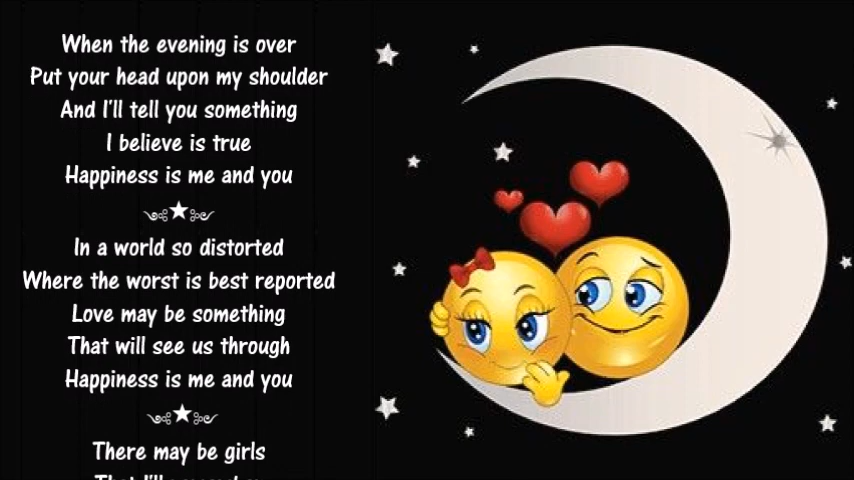 When the evening is over
Put your head upon my shoulder
And I'll tell you something
I believe is true
Happiness is me and you
In a world so distorted
Where the worst is best reported
Love may be something
That will see us through
Happiness is me and you
There may be girls
That I'll